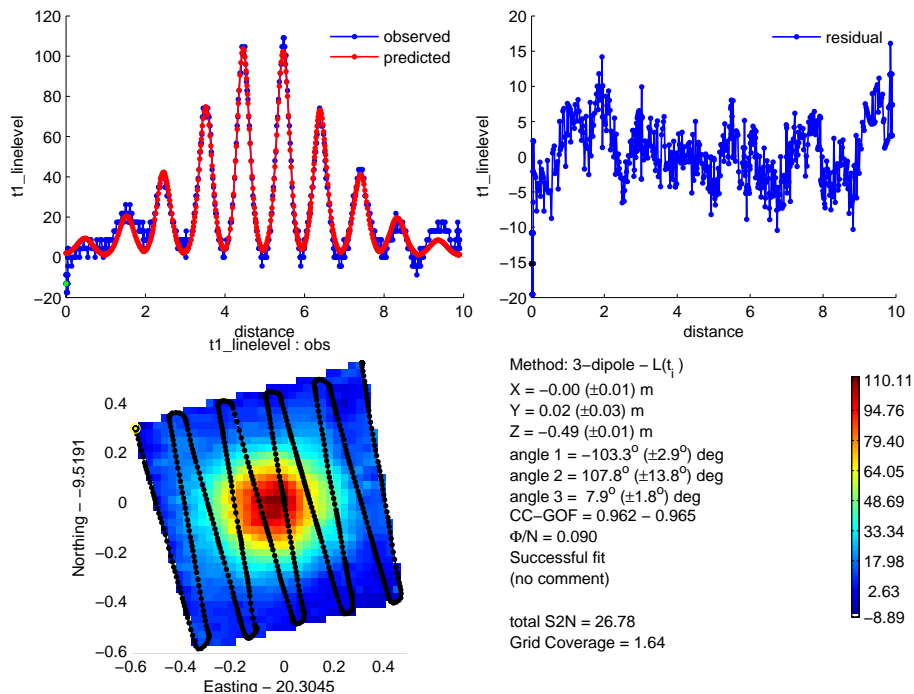 120
100
80
60
40
20
0
−20
0
2
4
6
8
10
t1_linelevel
distance
observed
predicted
20
15
10
5
0
−5
−10
−15
−20
0
2
4
6
8
10
t1_linelevel
distance
residual
t1_linelevel : obs
0.4
0.2
0
−0.2
−0.4
−0.6
−0.6
−0.4
−0.2
0
0.2
0.4
Northing − −9.5191
Easting − 20.3045
Method: 3−dipole − L(t_i )
X = −0.00 (±0.01) m
Y = 0.02 (±0.03) m
Z = −0.49 (±0.01) m
angle 1 = −103.3° (±2.9°) deg
angle 2 = 107.8° (±13.8°) deg
angle 3 = 7.9° (±1.8°) deg
CC−GOF = 0.962 − 0.965
Φ/N = 0.090
Successful fit
(no comment)
total S2N = 26.78
Grid Coverage = 1.64
110.11
94.76
79.40
64.05
48.69
33.34
17.98
2.63
−8.89